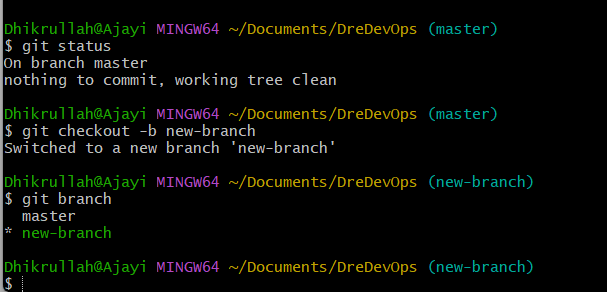 Dhikrullah@Ajayi MINGW64 ~/Documents/DreDevOps (master)
$ git status
On branch master
nothing to commit, working tree clean
Dhikrullah@Ajayi MINGW64 ~/Documents/DreDevOps (master)
$ git checkout -b new-branch
Switched to a new branch 'new-branch'
Dhikrullah@Ajayi MINGW64 ~/Documents/DreDevOps (new-branch)
$ git branch
  master
* new-branch
Dhikrullah@Ajayi MINGW64 ~/Documents/DreDevOps (new-branch)
$